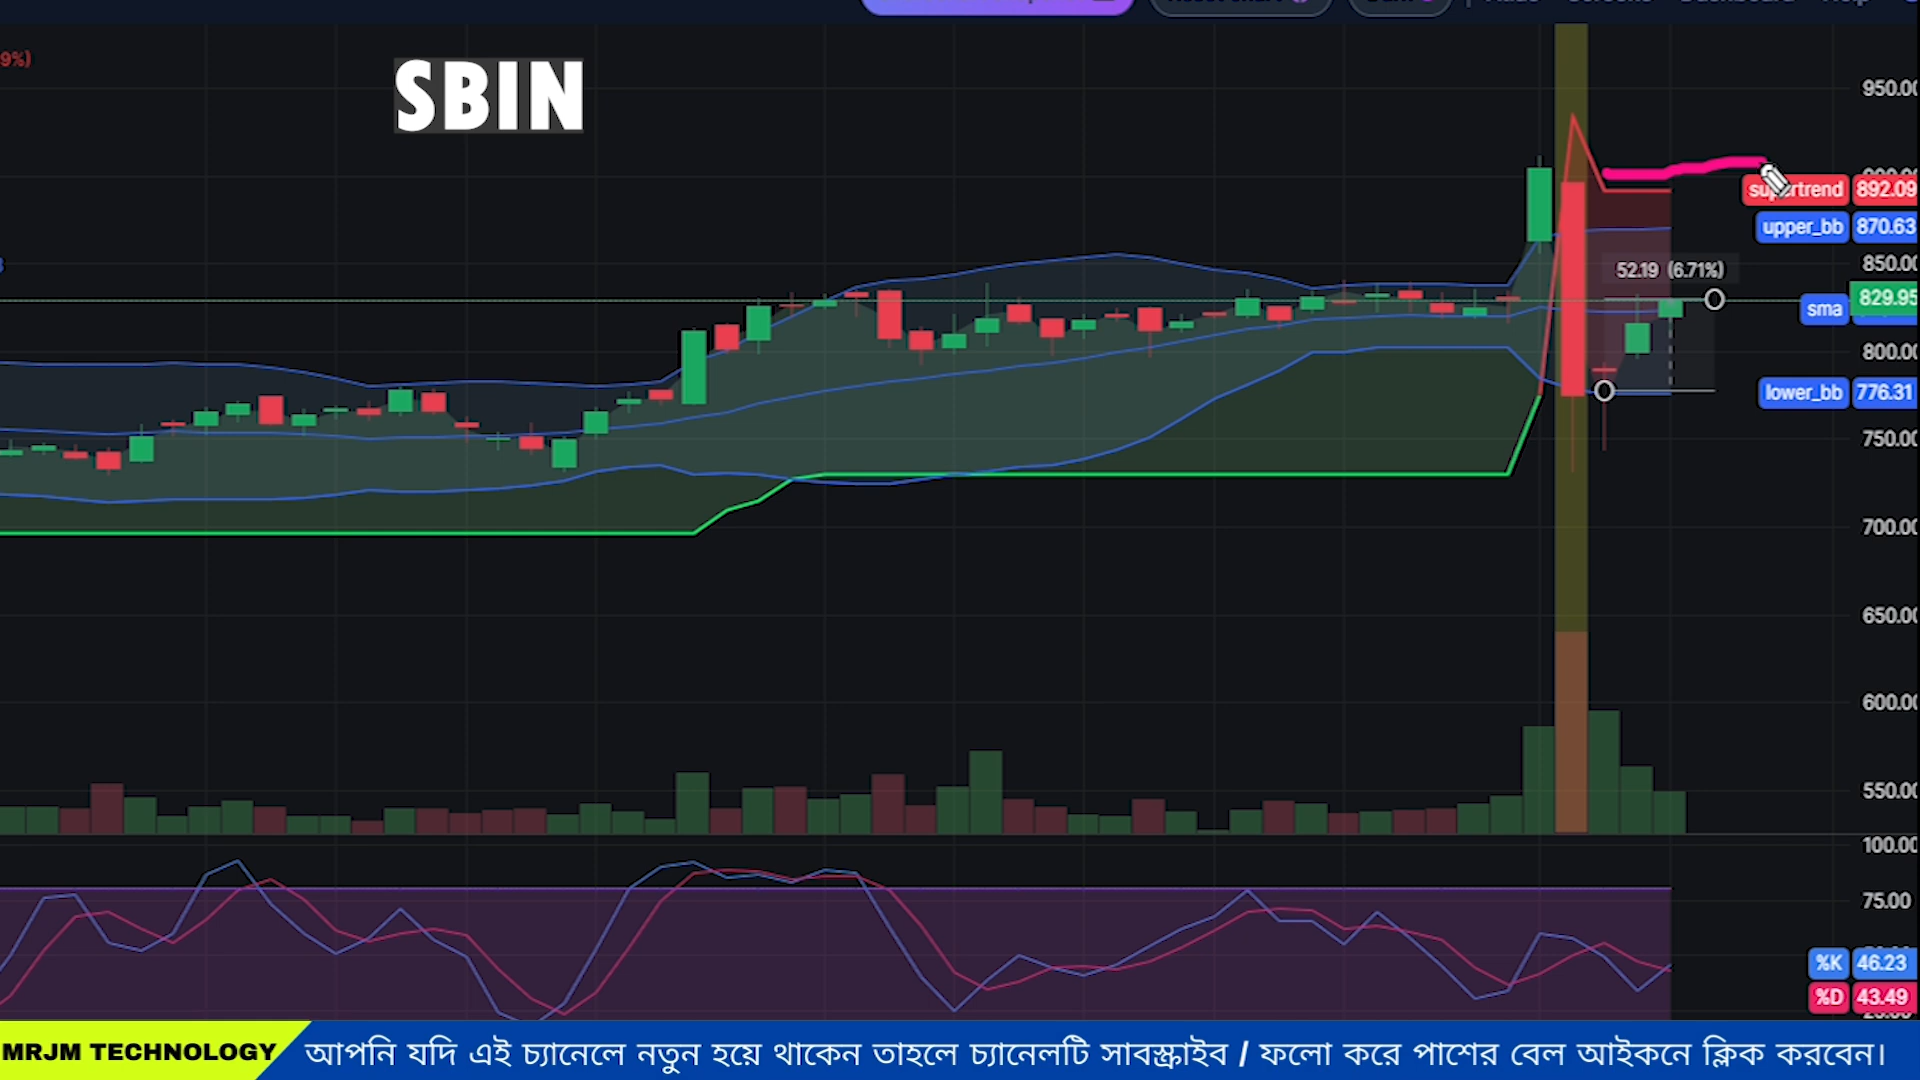 9%)
SBIN
950.00
supertrend 892.09
upper_bb 870.63
850.00
52.19 (6.71%)
829.95
sma
800.00
lower_bb 776.31
750.00
700.00
650.00
600.00
550.00
100.00
75.00
%K 46.23
%D 43.49
MRJM TECHNOLOGY
আপনি যদি এই চ্যানেলে নতুন হয়ে থাকেন তাহলে চ্যানেলটি সাবস্ক্রাইব / ফলো করে পাশের বেল আইকনে ক্লিক করবেন।